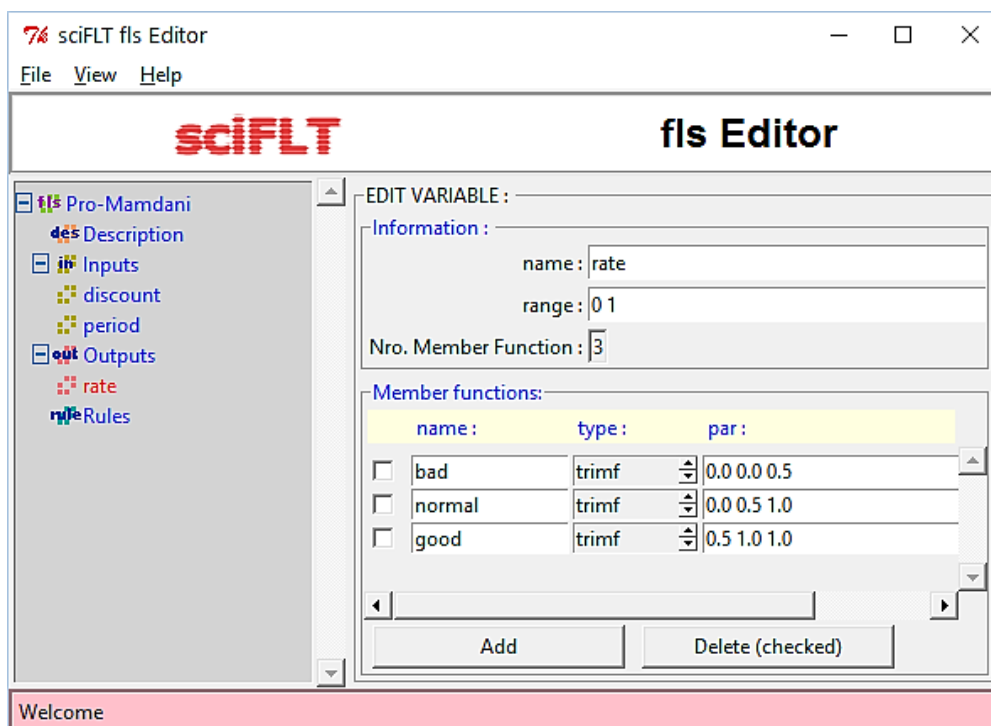 sciFLT fls Editor
File View Help
sciFLT fls Editor
fls Pro-Mamdani
des Description
in Inputs
discount
period
out Outputs
rate
rule Rules
EDIT VARIABLE :
Information :
name : rate
range : 0 1
Nro. Member Function : 3
Member functions:
name : type : par :
bad trimf 0.0 0.0 0.5
normal trimf 0.0 0.5 1.0
good trimf 0.5 1.0 1.0
Add Delete (checked)
Welcome